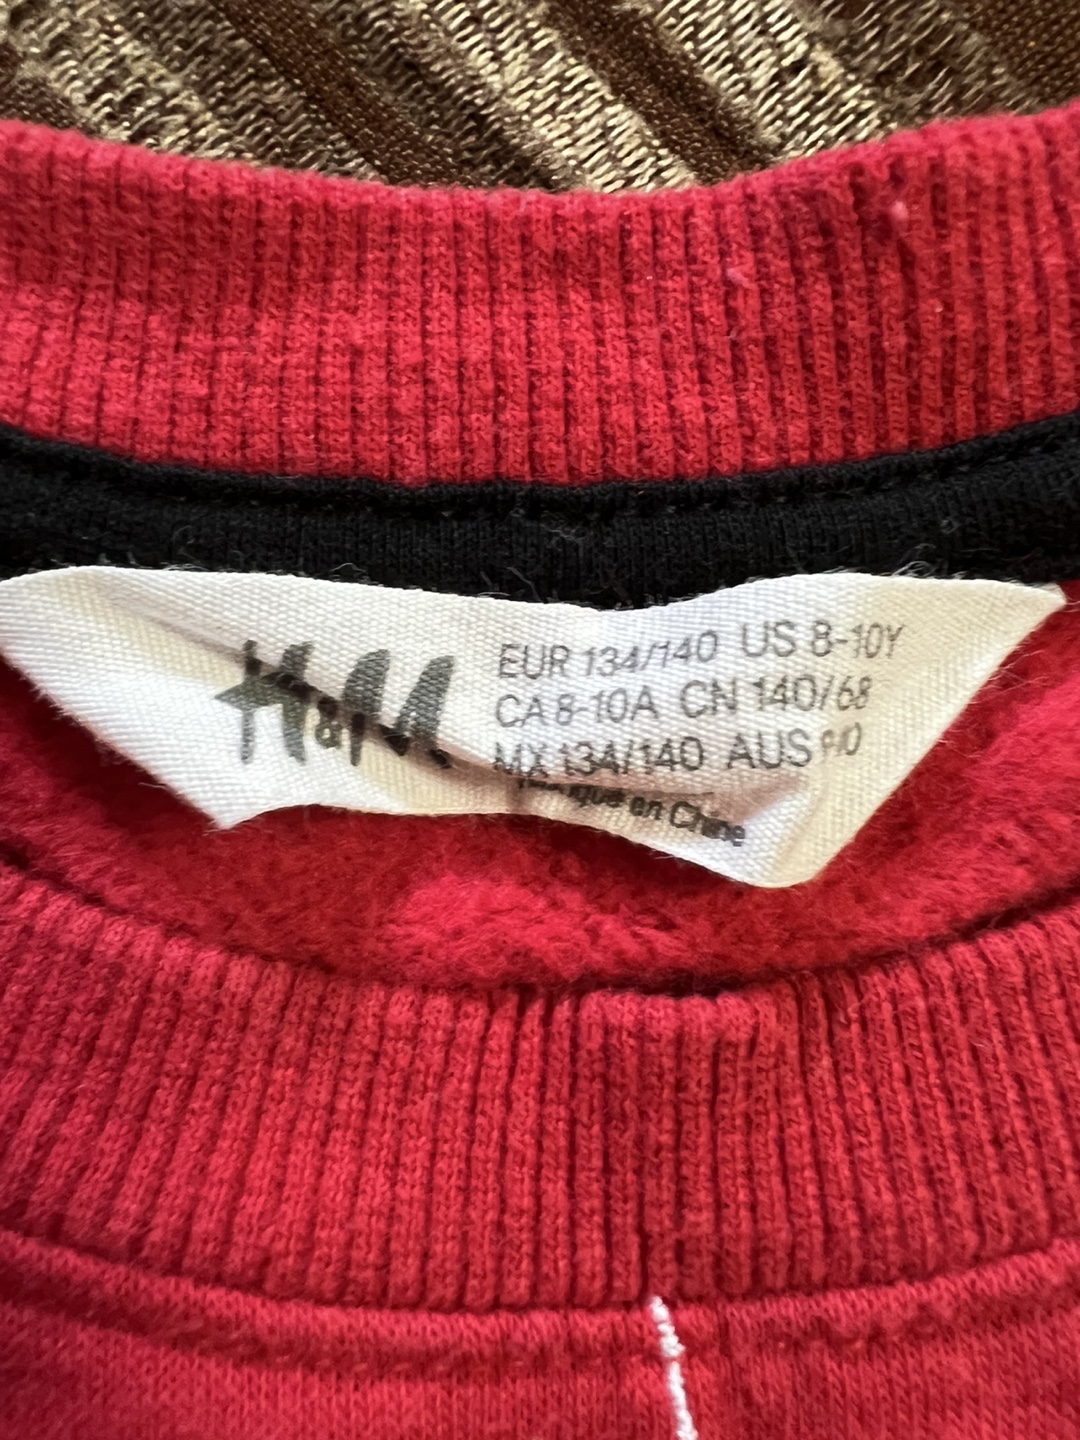 H&M
EUR 134/140 US 8-10Y
CA 8-10A CN 140/68
MX 134/140 AUS
en Chine